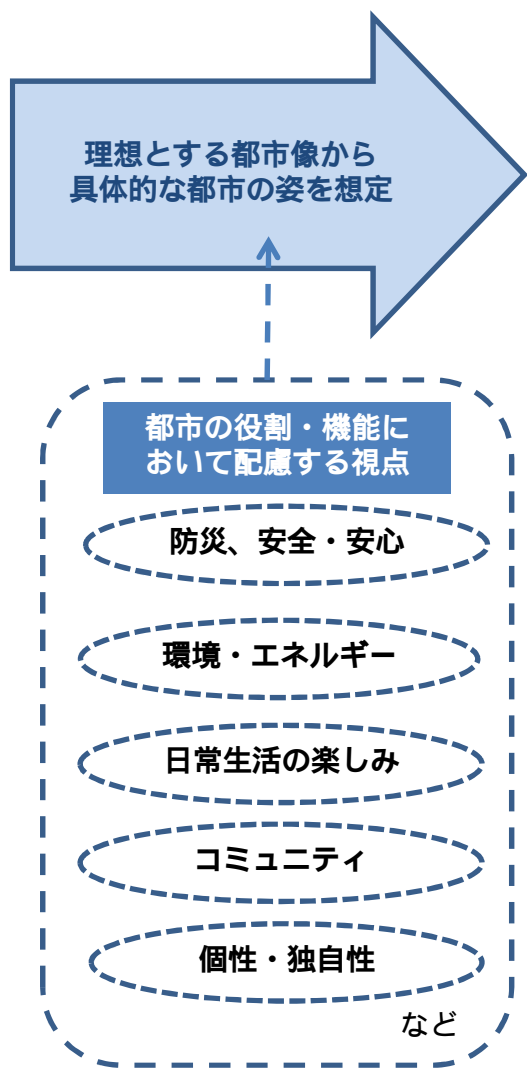 理想とする都市像から
具体的な都市の姿を想定
都市の役割・機能に
おいて配慮する視点
防災、安全・安心
環境・エネルギー
日常生活の楽しみ
コミュニティ
個性・独自性
など